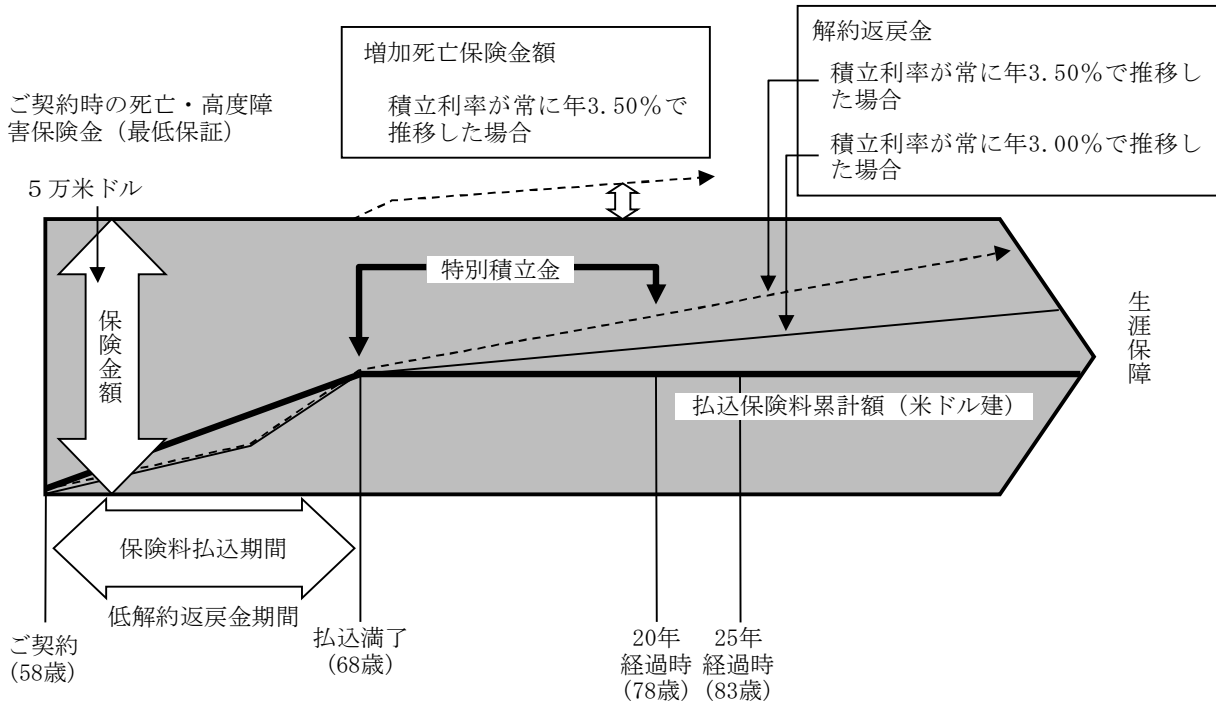 ご契約時の死亡・高度障
害保険金（最低保証）
５万米ドル
増加死亡保険金額
積立利率が常に年3.50％で
推移した場合
解約返戻金
積立利率が常に年3.50％で推移し
た場合
積立利率が常に年3.00％で推移し
た場合
特別積立金
保険金額
生涯保障
払込保険料累計額（米ドル建）
保険料払込期間
低解約返戻金期間
ご契約
(58歳)
払込満了
(68歳)
20年
経過時
(78歳)
25年
経過時
(83歳)